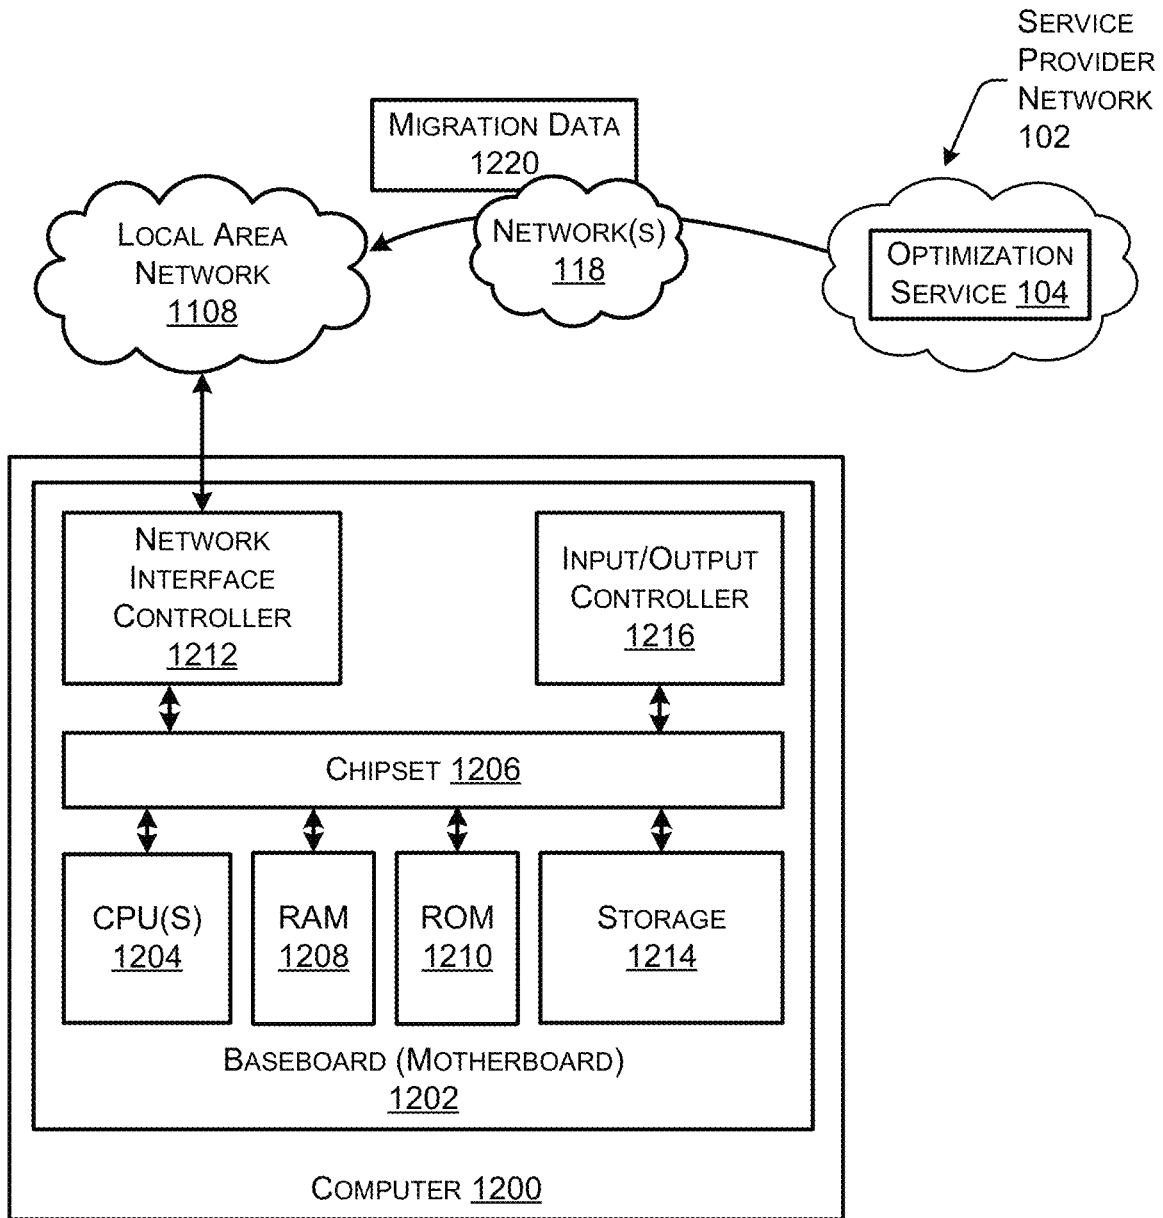 SERVICE
PROVIDER
NETWORK
102
MIGRATION DATA
1220
LOCAL AREA
NETWORK
1108
NETWORK(S)
118
OPTIMIZATION
SERVICE 104
NETWORK
INTERFACE
CONTROLLER
1212
INPUT/OUTPUT
CONTROLLER
1216
CHIPSET 1206
CPU(S)
1204
RAM
1208
ROM
1210
STORAGE
1214
BASEBOARD (MOTHERBOARD)
1202
COMPUTER 1200